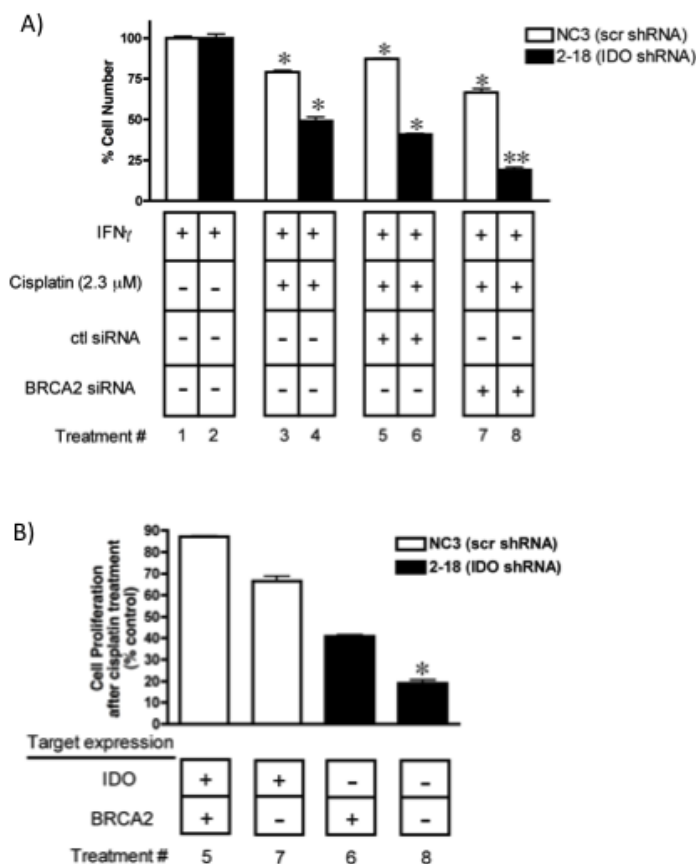 A)
NC3 (scr shRNA)
2-18 (IDO shRNA)
% Cell Number
100
75
50
25
0
* * * * * **
IFNγ + + + + + + + +
Cisplatin (2.3 μM) - - + + + + + +
ctl siRNA - - - - + + - -
BRCA2 siRNA - - - - - - + +
Treatment # 1 2 3 4 5 6 7 8
B)
NC3 (scr shRNA)
2-18 (IDO shRNA)
Cell Proliferation
after cisplatin treatment
(% control)
90
80
70
60
50
40
30
20
10
0
*
Target expression
IDO + + - -
BRCA2 + - + -
Treatment # 5 7 6 8